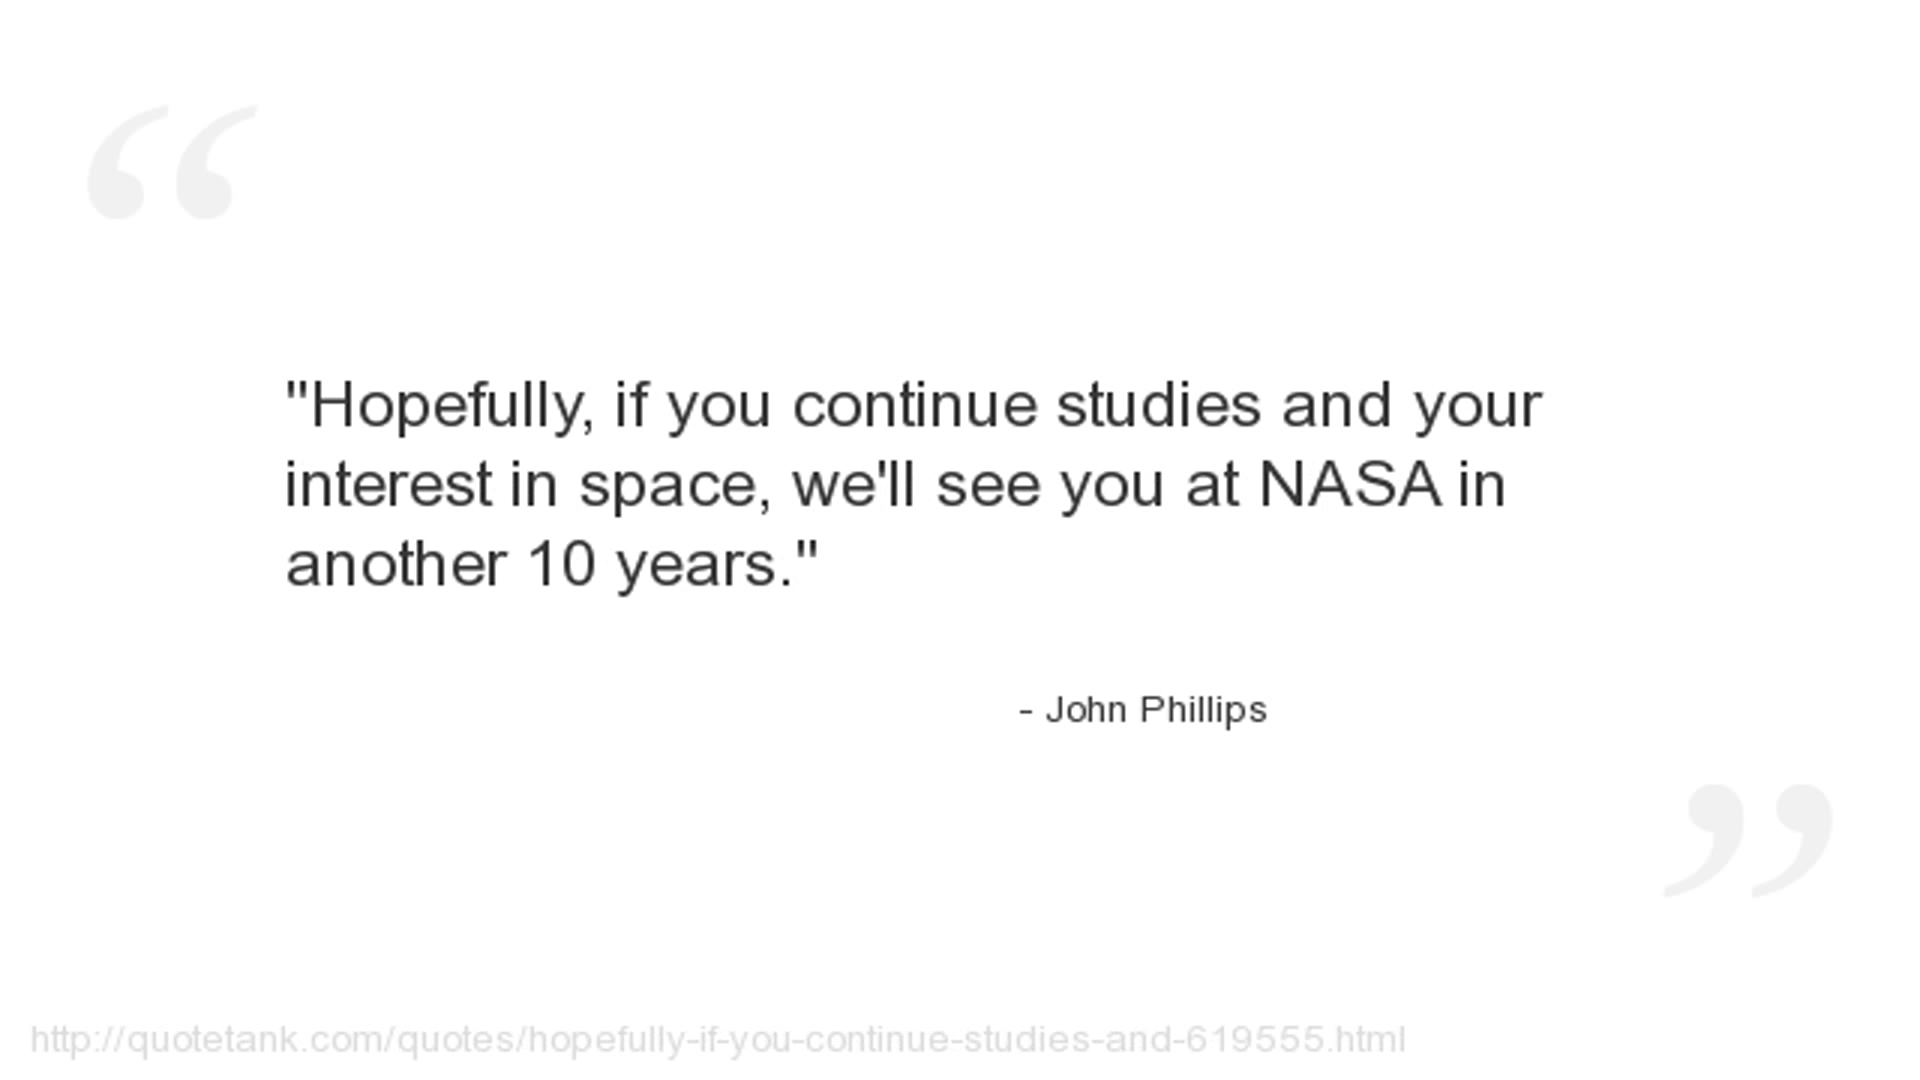 "Hopefully, if you continue studies and your
interest in space, we'll see you at NASA in
another 10 years."
- John Phillips
http://quotetank.com/quotes/hopefully-if-you-continue-studies-and-619555.html